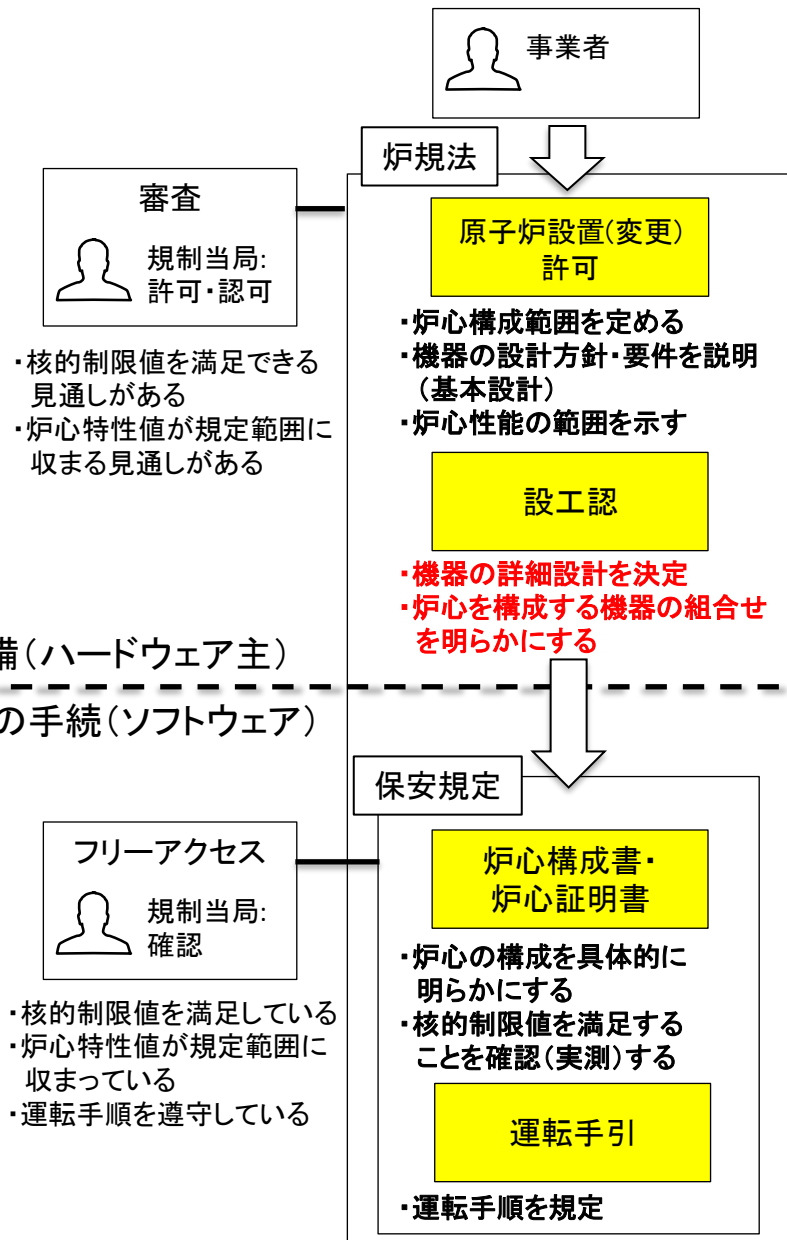 事業者
炉規法
審査
規制当局:
許可・認可
・核的制限値を満足できる
見通しがある
・炉心特性値が規定範囲に
収まる見通しがある
原子炉設置(変更)
許可
・炉心構成範囲を定める
・機器の設計方針・要件を説明
(基本設計)
・炉心性能の範囲を示す
設工認
・機器の詳細設計を決定
・炉心を構成する機器の組合せ
を明らかにする
備(ハードウェア主)
の手続(ソフトウェア)
保安規定
フリーアクセス
規制当局:
確認
・核的制限値を満足している
・炉心特性値が規定範囲に
収まっている
・運転手順を遵守している
炉心構成書・
炉心証明書
・炉心の構成を具体的に
明らかにする
・核的制限値を満足する
ことを確認(実測)する
運転手引
・運転手順を規定